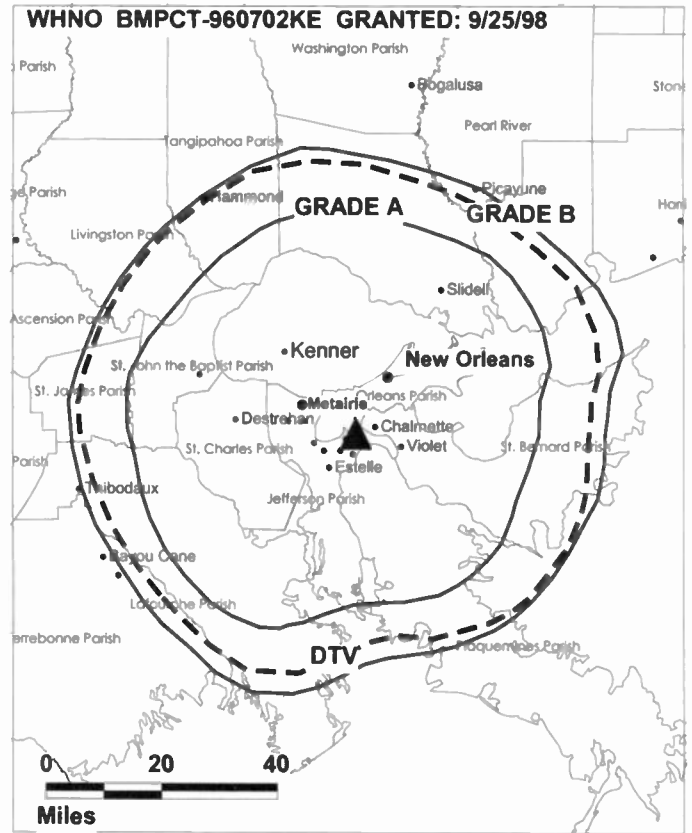 WHNO BMPCT-960702KE GRANTED: 9/25/98
Washington Parish
Parish
Bogalusa
Ston
Pearl River
Tangipahoa Parish
Picayune
Parish
Hammond
GRADE A
GRADE B
Livingston Parish
Slidell
Ascension Parish
Kenner
New Orleans
St. John the Baptist Parish
St. James Parish
Orleans Parish
Metairie
Destrehan
Chalmette
St. Charles Parish
Violet
St. Bernard Parish
Parish
Estelle
Thibodaux
Jefferson Parish
Bayou Cane
Lafourche Parish
errebonne Parish
DTV
Plaquemines Parish
0 20 40
Miles